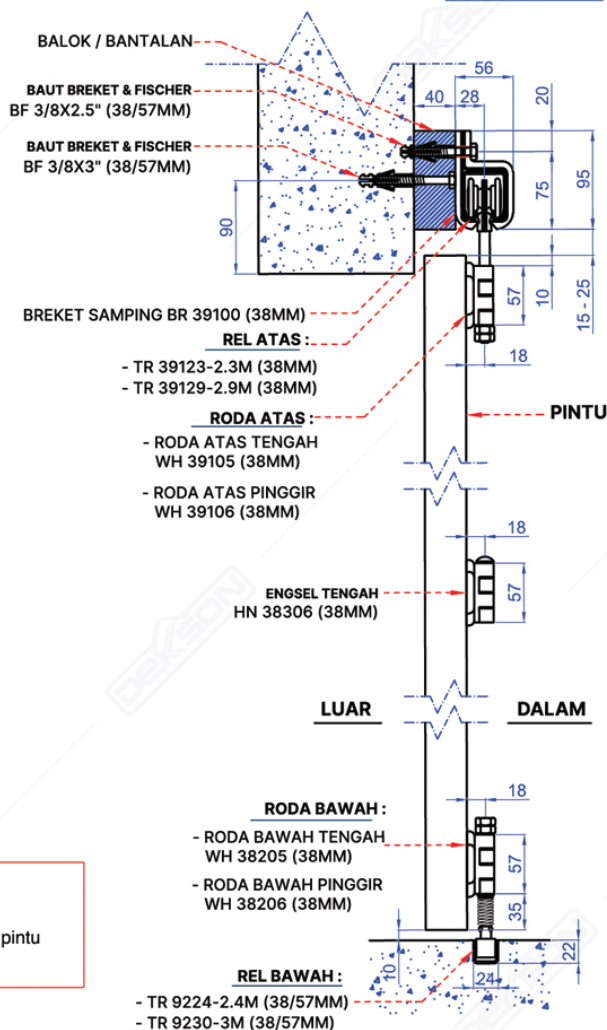 BALOK / BANTALAN
BAUT BREKET & FISCHER
BF 3/8X2.5" (38/57MM)
BAUT BREKET & FISCHER
BF 3/8X3" (38/57MM)
56
40
28
20
75
95
90
10
15 - 25
57
18
BREKET SAMPING BR 39100 (38MM)
REL ATAS :
- TR 39123-2.3M (38MM)
- TR 39129-2.9M (38MM)
RODA ATAS :
- RODA ATAS TENGAH
WH 39105 (38MM)
- RODA ATAS PINGGIR
WH 39106 (38MM)
PINTU
18
57
ENGSEL TENGAH
HN 38306 (38MM)
LUAR
DALAM
18
RODA BAWAH :
- RODA BAWAH TENGAH
WH 38205 (38MM)
- RODA BAWAH PINGGIR
WH 38206 (38MM)
57
35
pintu
10
22
24
REL BAWAH :
- TR 9224-2.4M (38/57MM)
- TR 9230-3M (38/57MM)
DEKSON
DEKSON